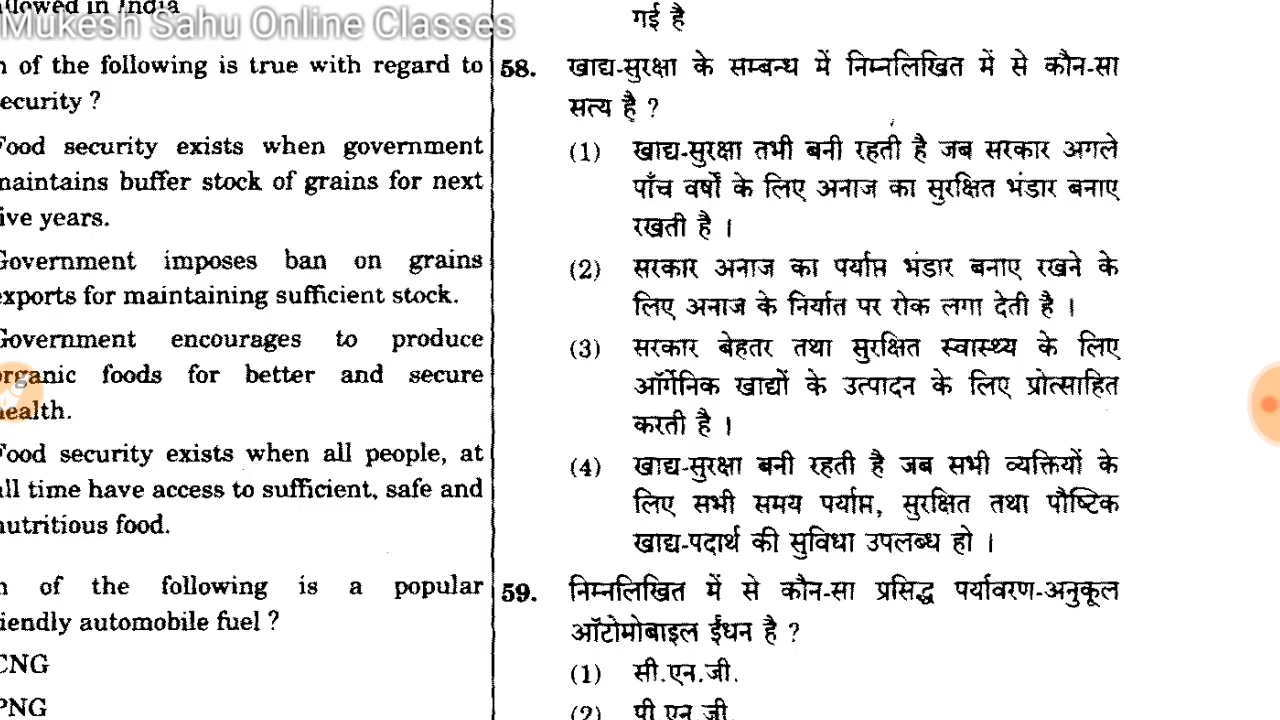 llowed in India
Mukesh Sahu Online Classes
n of the following is true with regard to
ecurity ?
Food security exists when government
maintains buffer stock of grains for next
ive years.
Government imposes ban on grains
exports for maintaining sufficient stock.
Government encourages to produce
organic foods for better and secure
health.
Food security exists when all people, at
all time have access to sufficient, safe and
nutritious food.
n of the following is a popular
riendly automobile fuel ?
CNG
PNG
गई है
58. खाद्य-सुरक्षा के सम्बन्ध में निम्नलिखित में से कौन-सा
सत्य है ?
(1) खाद्य-सुरक्षा तभी बनी रहती है जब सरकार अगले
पाँच वर्षों के लिए अनाज का सुरक्षित भंडार बनाए
रखती है ।
(2) सरकार अनाज का पर्याप्त भंडार बनाए रखने के
लिए अनाज के निर्यात पर रोक लगा देती है ।
(3) सरकार बेहतर तथा सुरक्षित स्वास्थ्य के लिए
ऑर्गेनिक खाद्यों के उत्पादन के लिए प्रोत्साहित
करती है ।
(4) खाद्य-सुरक्षा बनी रहती है जब सभी व्यक्तियों के
लिए सभी समय पर्याप्त, सुरक्षित तथा पौष्टिक
खाद्य-पदार्थ की सुविधा उपलब्ध हो ।
59. निम्नलिखित में से कौन-सा प्रसिद्ध पर्यावरण-अनुकूल
ऑटोमोबाइल ईंधन है ?
(1) सी.एन.जी.
(2) पी.एन.जी.